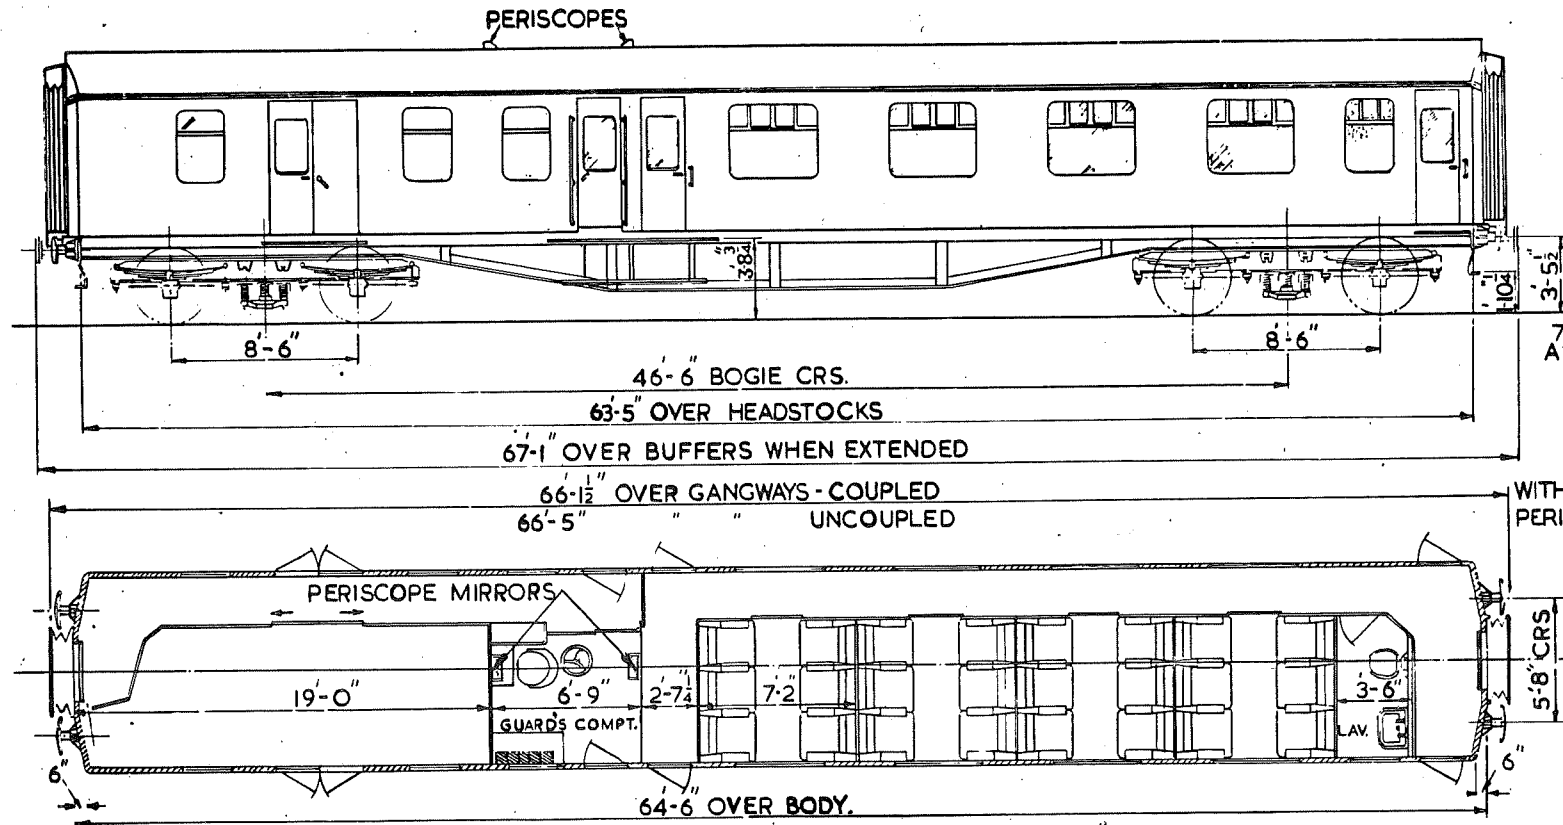 PERISCOPES
3'-8¾"
3'-5½"
1'-10¼"
8'-6"
8'-6"
7
A
46'-6" BOGIE CRS.
63'-5" OVER HEADSTOCKS
67'-1" OVER BUFFERS WHEN EXTENDED
66'-1½" OVER GANGWAYS - COUPLED
WITH
66'-5" " " UNCOUPLED
PERI
PERISCOPE MIRRORS
5'-8" CRS
19'-0"
6'-9"
2'-7¼"
7'-2"
3'-6"
GUARD'S COMPT.
LAV.
6"
6"
64'-6" OVER BODY.